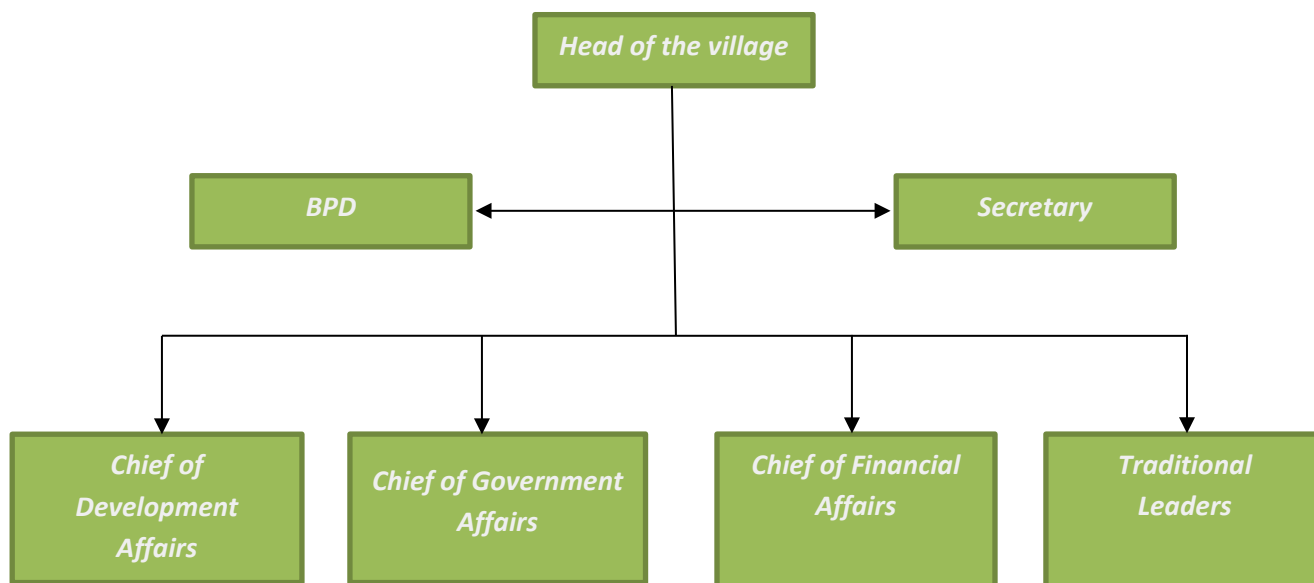 Head of the village
BPD
Secretary
Chief of
Development
Affairs
Chief of Government
Affairs
Chief of Financial
Affairs
Traditional
Leaders